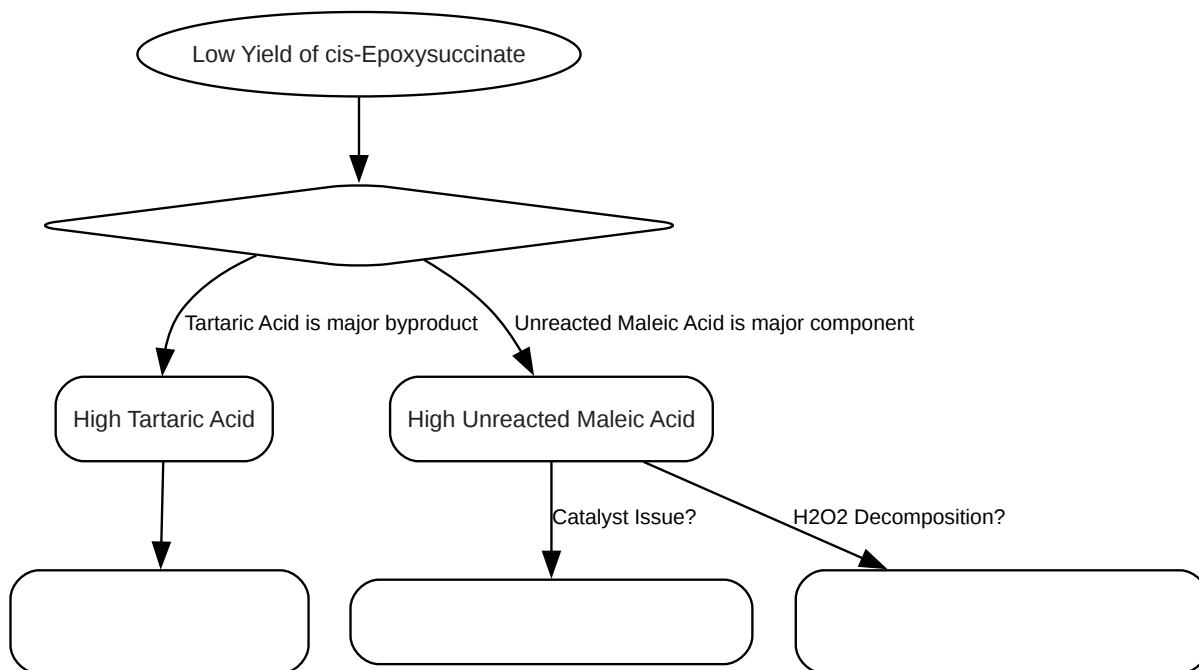 Low Yield of cis-Epoxysuccinate
Tartaric Acid is major byproduct
Unreacted Maleic Acid is major component
High Tartaric Acid
High Unreacted Maleic Acid
Catalyst Issue?
H2O2 Decomposition?